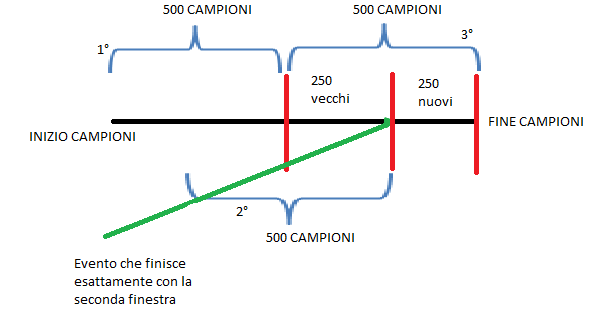 500 CAMPIONI
500 CAMPIONI
1°
3°
250
vecchi
250
nuovi
INIZIO CAMPIONI
FINE CAMPIONI
2°
500 CAMPIONI
Evento che finisce
esattamente con la
seconda finestra